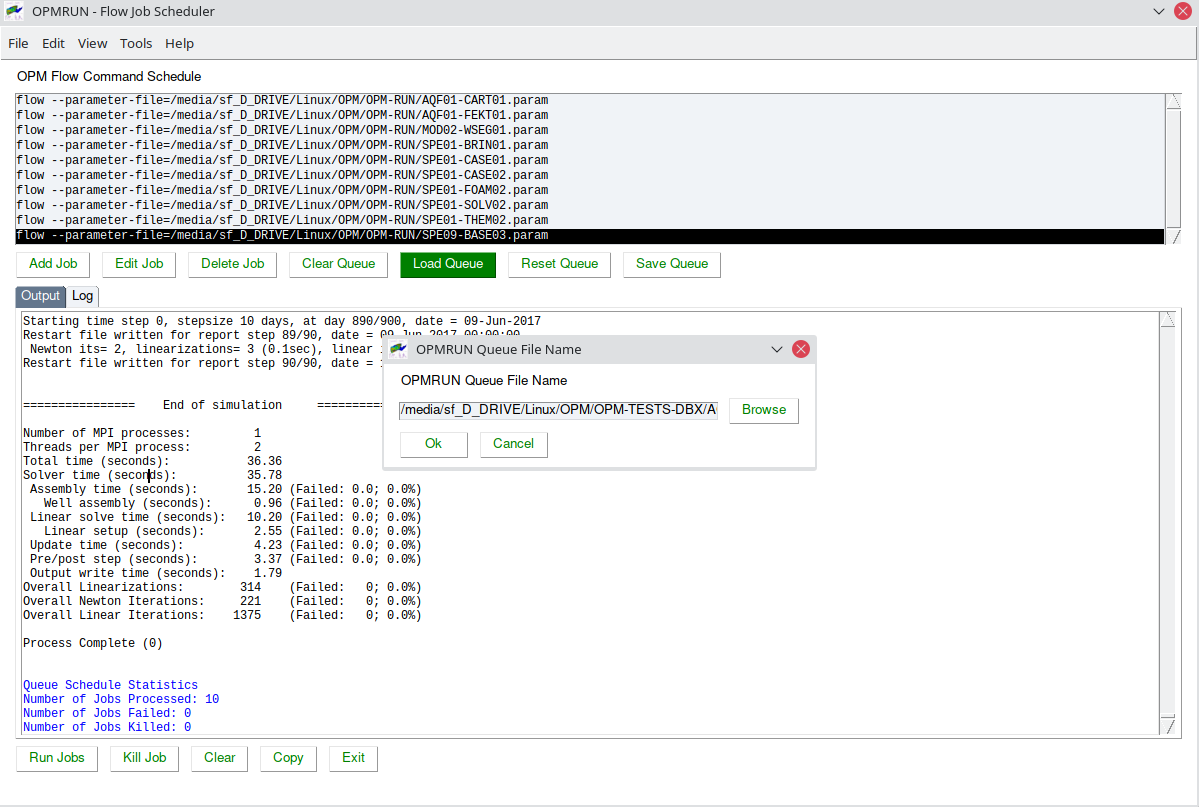 OPMRUN - Flow Job Scheduler
File Edit View Tools Help
OPM Flow Command Schedule
flow --parameter-file=/media/sf_D_DRIVE/Linux/OPM/OPM-RUN/AQF01-CART01.param
flow --parameter-file=/media/sf_D_DRIVE/Linux/OPM/OPM-RUN/AQF01-FEKT01.param
flow --parameter-file=/media/sf_D_DRIVE/Linux/OPM/OPM-RUN/MOD02-WSEG01.param
flow --parameter-file=/media/sf_D_DRIVE/Linux/OPM/OPM-RUN/SPE01-BRIN01.param
flow --parameter-file=/media/sf_D_DRIVE/Linux/OPM/OPM-RUN/SPE01-CASE01.param
flow --parameter-file=/media/sf_D_DRIVE/Linux/OPM/OPM-RUN/SPE01-CASE02.param
flow --parameter-file=/media/sf_D_DRIVE/Linux/OPM/OPM-RUN/SPE01-FOAM02.param
flow --parameter-file=/media/sf_D_DRIVE/Linux/OPM/OPM-RUN/SPE01-SOLV02.param
flow --parameter-file=/media/sf_D_DRIVE/Linux/OPM/OPM-RUN/SPE01-THEM02.param
flow --parameter-file=/media/sf_D_DRIVE/Linux/OPM/OPM-RUN/SPE09-BASE03.param
Add Job Edit Job Delete Job Clear Queue Load Queue Reset Queue Save Queue
Output Log
Starting time step 0, stepsize 10 days, at day 890/900, date = 09-Jun-2017
Restart file written for report step 89/90, date = 09-Jun-2017 00:00:00
Newton its= 2, linearizations= 3 (0.1sec), linear
Restart file written for report step 90/90, date =
================ End of simulation ==========
Number of MPI processes: 1
Threads per MPI process: 2
Total time (seconds): 36.36
Solver time (seconds): 35.78
Assembly time (seconds): 15.20 (Failed: 0.0; 0.0%)
Well assembly (seconds): 0.96 (Failed: 0.0; 0.0%)
Linear solve time (seconds): 10.20 (Failed: 0.0; 0.0%)
Linear setup (seconds): 2.55 (Failed: 0.0; 0.0%)
Update time (seconds): 4.23 (Failed: 0.0; 0.0%)
Pre/post step (seconds): 3.37 (Failed: 0.0; 0.0%)
Output write time (seconds): 1.79
Overall Linearizations: 314 (Failed: 0; 0.0%)
Overall Newton Iterations: 221 (Failed: 0; 0.0%)
Overall Linear Iterations: 1375 (Failed: 0; 0.0%)
Process Complete (0)
Queue Schedule Statistics
Number of Jobs Processed: 10
Number of Jobs Failed: 0
Number of Jobs Killed: 0
OPMRUN Queue File Name
OPMRUN Queue File Name
/media/sf_D_DRIVE/Linux/OPM/OPM-TESTS-DBX/A Browse
Ok Cancel
Run Jobs Kill Job Clear Copy Exit